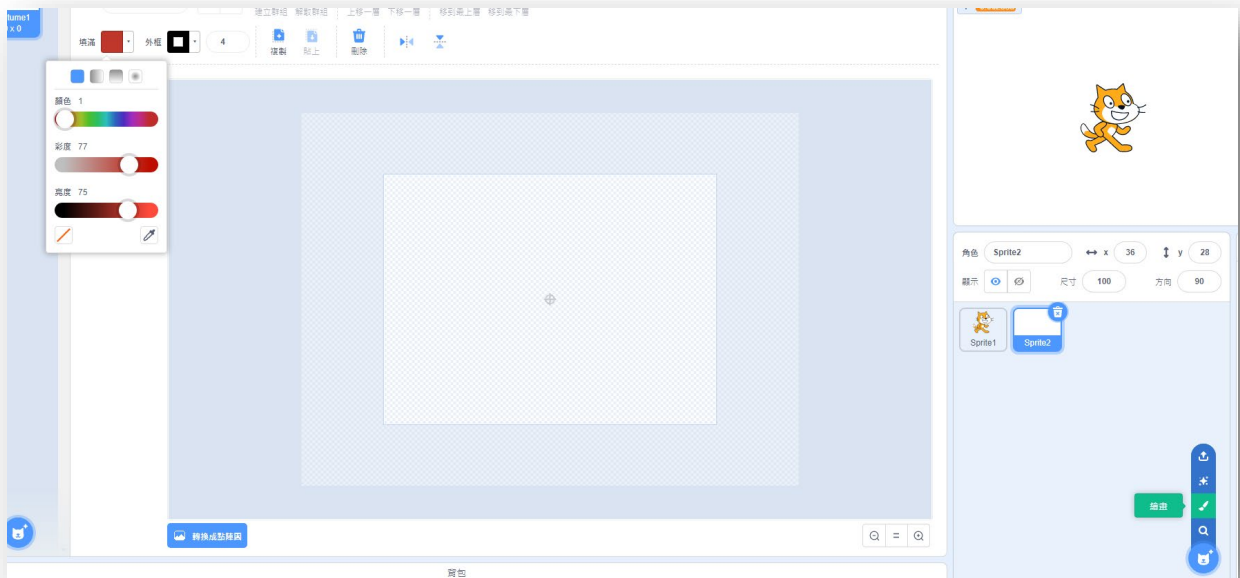 tume1
x 0
建立群組 解散群組 上移一層 下移一層 移到最上層 移到最下層
填滿 外框 4 複製 貼上 刪除
顏色 1
彩度 77
亮度 75
角色 Sprite2 x 36 y 28
顯示 尺寸 100 方向 90
Sprite1 Sprite2
繪畫
轉換成點陣圖
=
背包